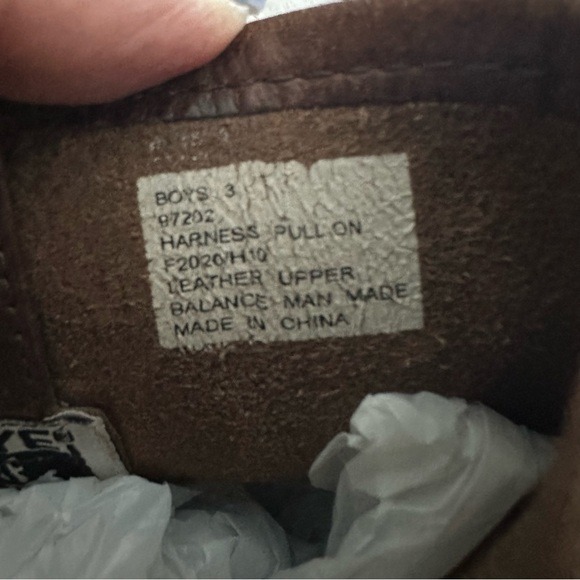 BOYS 3
97202
HARNESS PULL ON
F2020/H10
LEATHER UPPER
BALANCE MAN MADE
MADE IN CHINA